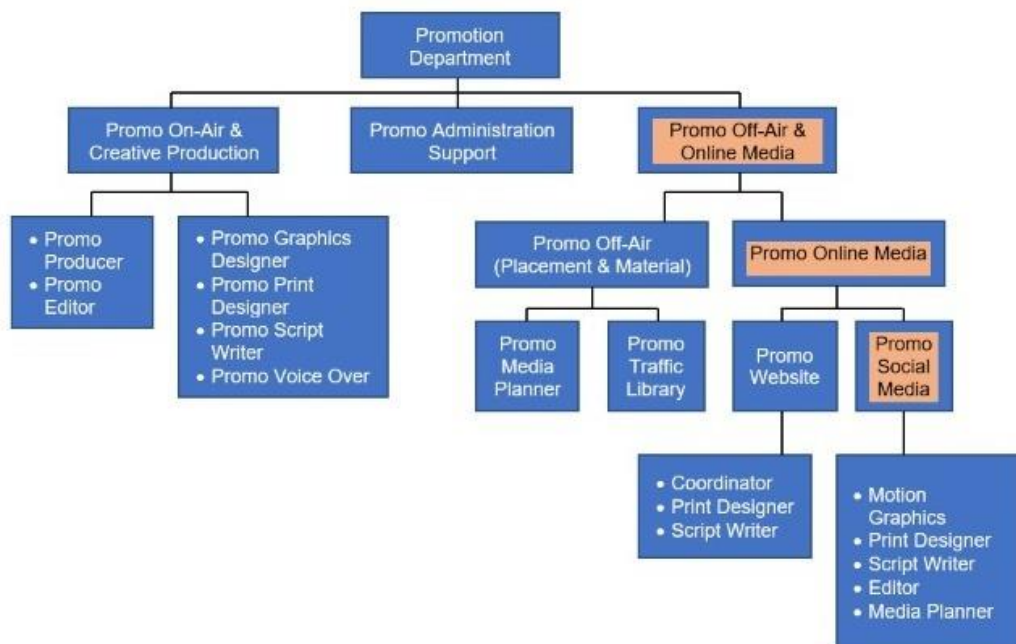 Promotion
Department
Promo On-Air &
Creative Production
Promo Administration
Support
Promo Off-Air &
Online Media
• Promo
Producer
• Promo
Editor
• Promo Graphics
Designer
• Promo Print
Designer
• Promo Script
Writer
• Promo Voice Over
Promo Off-Air
(Placement & Material)
Promo Online Media
Promo
Media
Planner
Promo
Traffic
Library
Promo
Website
Promo
Social
Media
• Coordinator
• Print Designer
• Script Writer
• Motion
Graphics
• Print Designer
• Script Writer
• Editor
• Media Planner